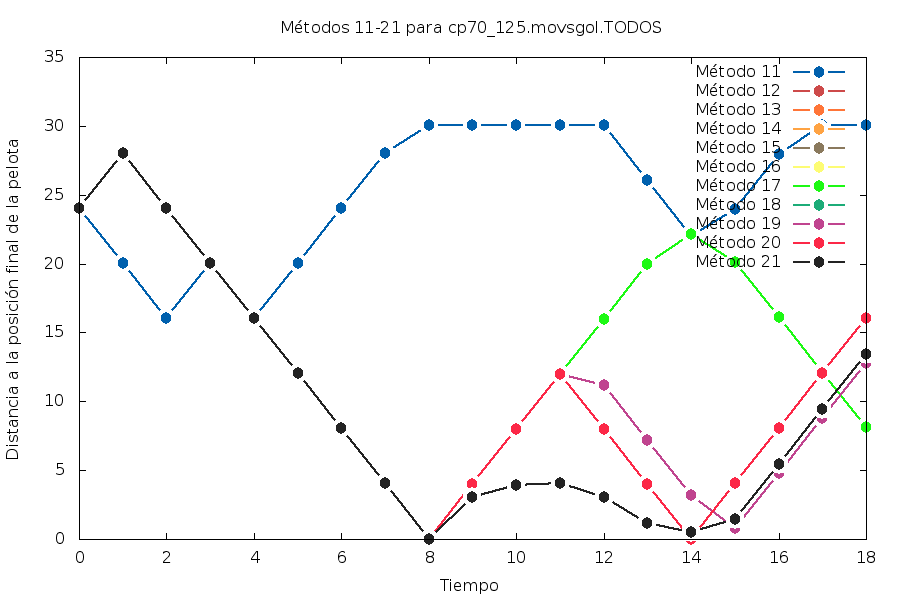 Métodos 11-21 para cp70_125.movsgol.TODOS
35
30
25
20
15
10
5
0
Distancia a la posición final de la pelota
Método 11
Método 12
Método 13
Método 14
Método 15
Método 16
Método 17
Método 18
Método 19
Método 20
Método 21
0 2 4 6 8 10 12 14 16 18
Tiempo